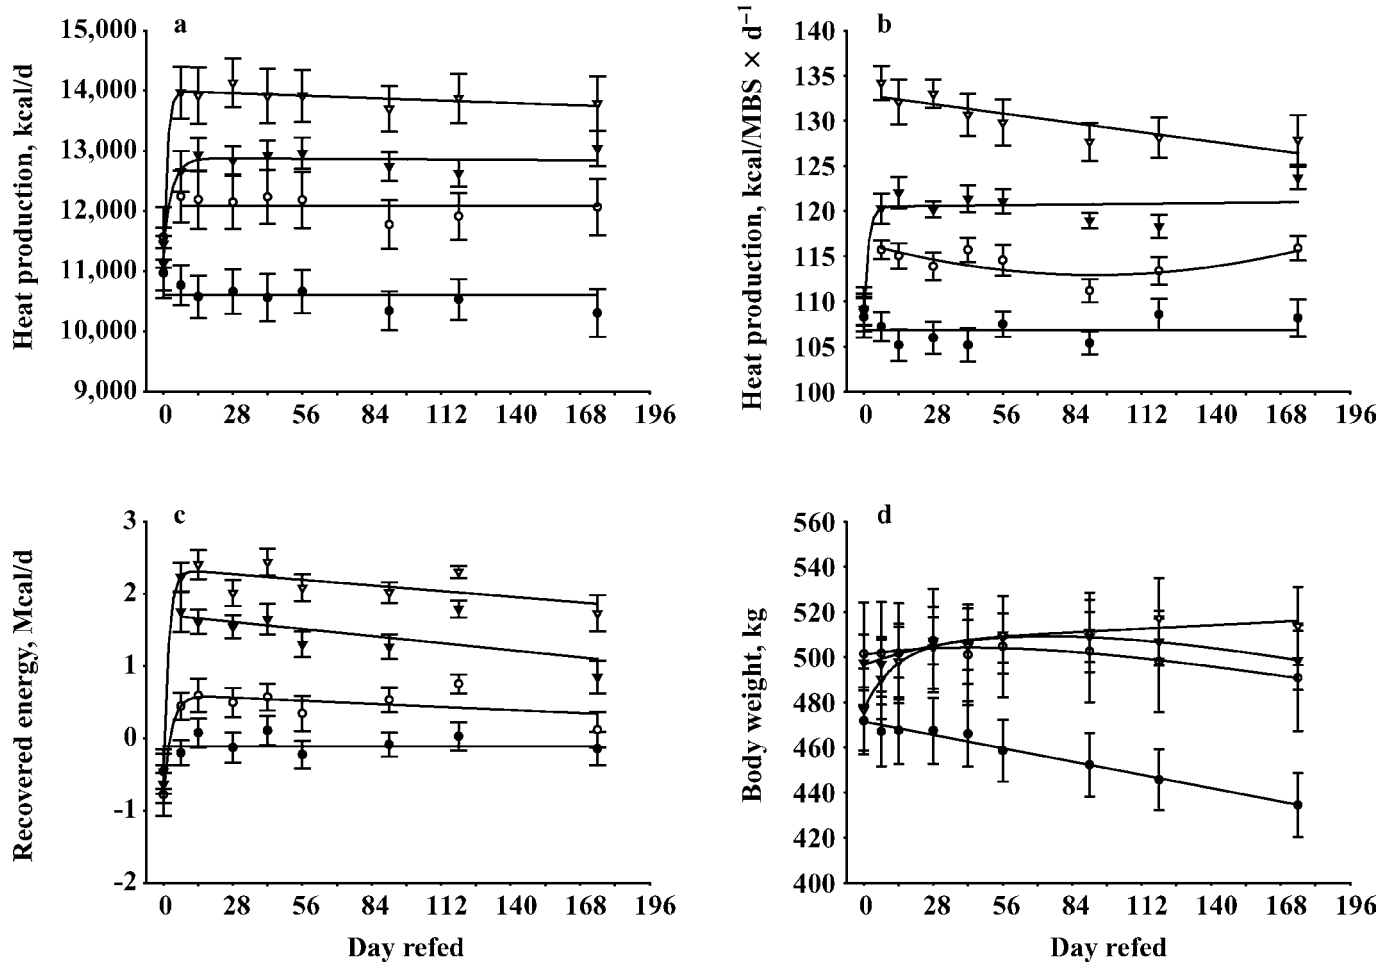 a
15,000
14,000
13,000
12,000
11,000
10,000
9,000
Heat production, kcal/d
0 28 56 84 112 140 168 196
b
140
135
130
125
120
115
110
105
100
Heat production, kcal/MBS × d⁻¹
0 28 56 84 112 140 168 196
c
3
2
1
0
-1
-2
Recovered energy, Mcal/d
0 28 56 84 112 140 168 196
Day refed
d
560
540
520
500
480
460
440
420
400
Body weight, kg
0 28 56 84 112 140 168 196
Day refed